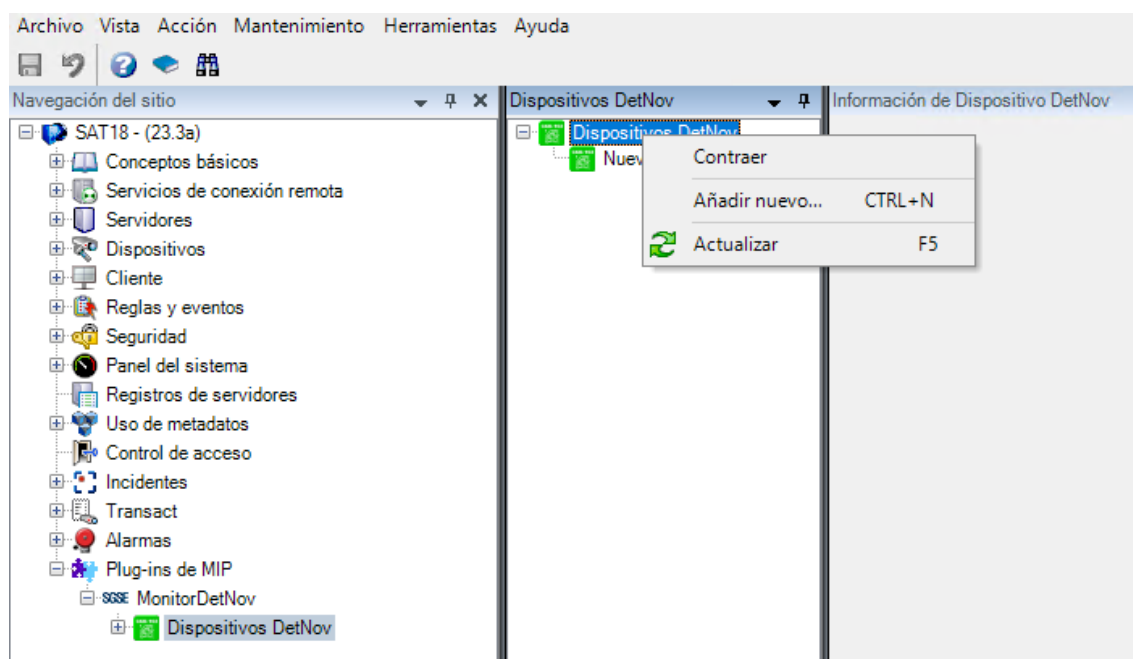 Archivo Vista Acción Mantenimiento Herramientas Ayuda
Navegación del sitio
SAT18 - (23.3a)
Conceptos básicos
Servicios de conexión remota
Servidores
Dispositivos
Cliente
Reglas y eventos
Seguridad
Panel del sistema
Registros de servidores
Uso de metadatos
Control de acceso
Incidentes
Transact
Alarmas
Plug-ins de MIP
SGSE MonitorDetNov
Dispositivos DetNov
Dispositivos DetNov
Dispositivos DetNov
Contraer
Añadir nuevo... CTRL+N
Actualizar F5
Información de Dispositivo DetNov